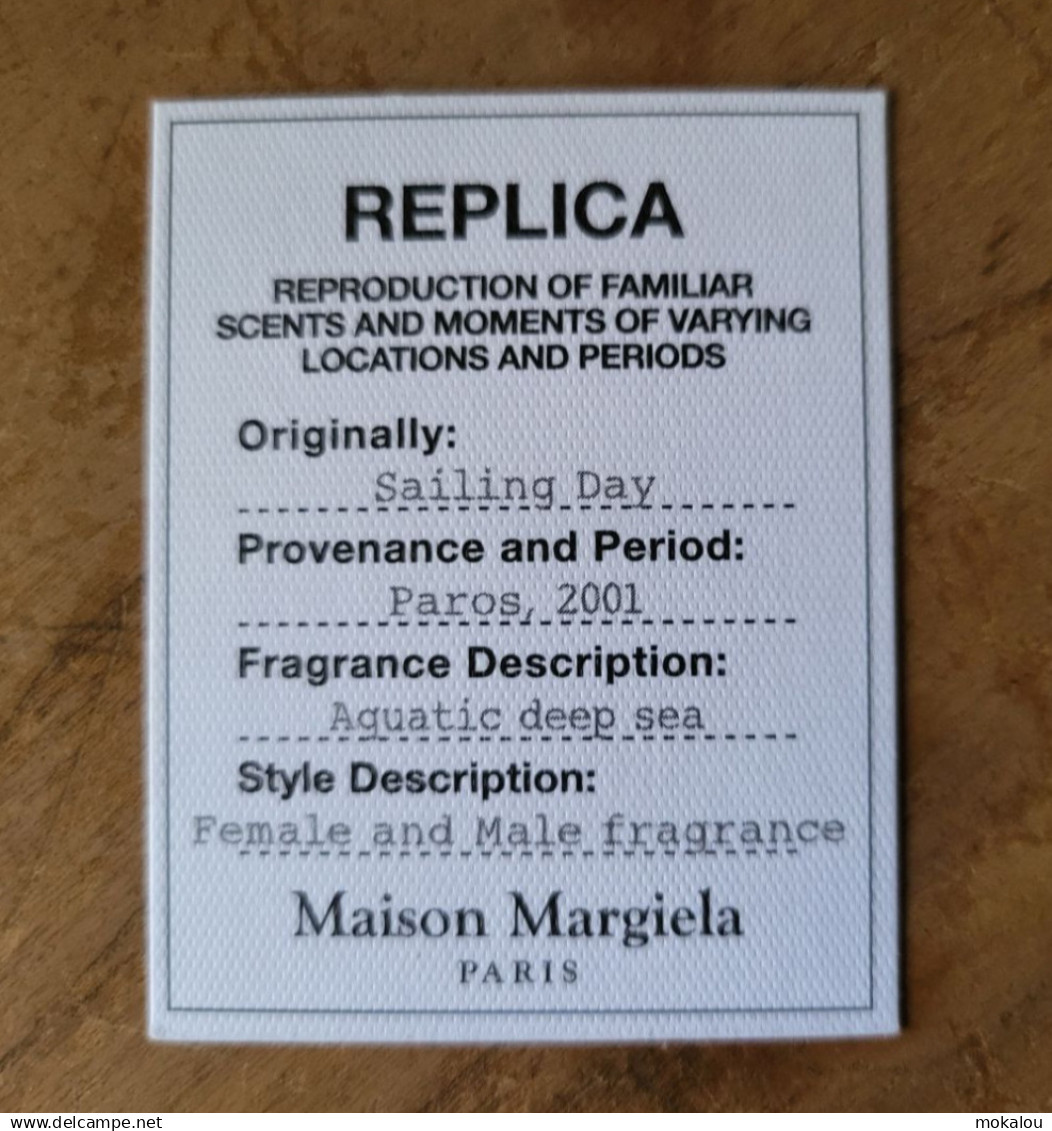 REPLICA
REPRODUCTION OF FAMILIAR
SCENTS AND MOMENTS OF VARYING
LOCATIONS AND PERIODS
Originally:
Sailing Day
Provenance and Period:
Paros, 2001
Fragrance Description:
Aquatic deep sea
Style Description:
Female and Male fragrance
Maison Margiela
PARIS
delcampe.net
mokalou